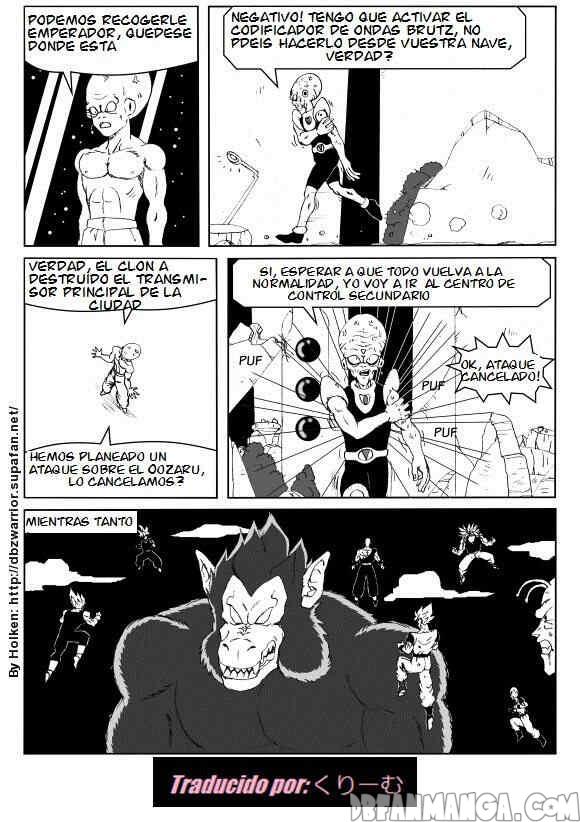 PODEMOS RECOGERLE
EMPERADOR, QUEDESE
DONDE ESTA
NEGATIVO! TENGO QUE ACTIVAR EL
CODIFICADOR DE ONDAS BRUTZ, NO
PDEIS HACERLO DESDE VUESTRA NAVE,
VERDAD?
VERDAD, EL CLON A
DESTRUÍDO EL TRANSMI-
SOR PRINCIPAL DE LA
CIUDAD
HEMOS PLANEADO UN
ATAQUE SOBRE EL OOZARU,
LO CANCELAMOS?
SI, ESPERAR A QUE TODO VUELVA A LA
NORMALIDAD, YO VOY A IR AL CENTRO DE
CONTROL SECUNDARIO
PUF
PUF
PUF
OK, ATAQUE
CANCELADO!
MIENTRAS TANTO
By Holken: http://dbzwarrior.supafan.net/
Traducido por: くりーむ
DBFANMANGA.COM